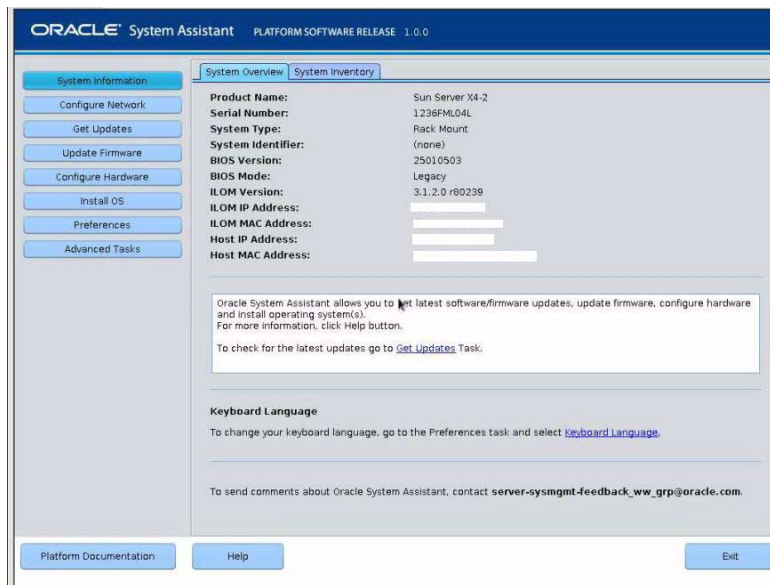 ORACLE System Assistant PLATFORM SOFTWARE RELEASE 1.0.0
System Information
Configure Network
Get Updates
Update Firmware
Configure Hardware
Install OS
Preferences
Advanced Tasks
System Overview System Inventory
Product Name: Sun Server X4-2
Serial Number: 1236FML04L
System Type: Rack Mount
System Identifier: (none)
BIOS Version: 25010503
BIOS Mode: Legacy
ILOM Version: 3.1.2.0 r80239
ILOM IP Address:
ILOM MAC Address:
Host IP Address:
Host MAC Address:
Oracle System Assistant allows you to get latest software/firmware updates, update firmware, configure hardware
and install operating system(s).
For more information, click Help button.
To check for the latest updates go to Get Updates Task.
Keyboard Language
To change your keyboard language, go to the Preferences task and select Keyboard Language.
To send comments about Oracle System Assistant, contact server-sysmgmt-feedback_ww_grp@oracle.com.
Platform Documentation Help Exit